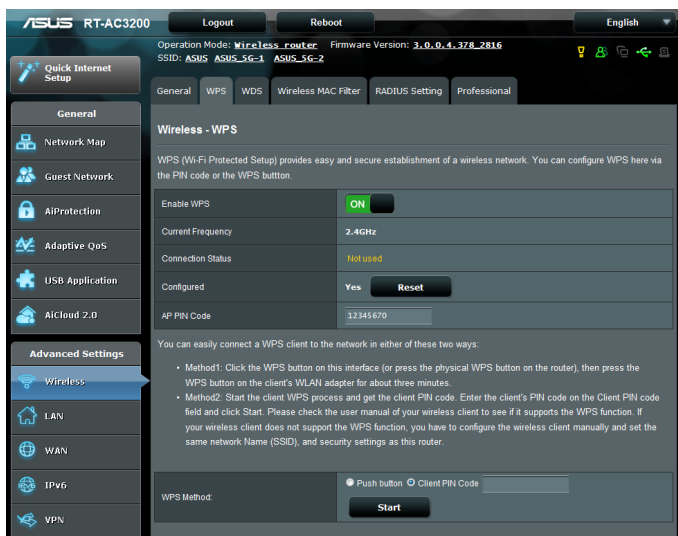 ASUS RT-AC3200
Logout
Reboot
English
Operation Mode: Wireless router Firmware Version: 3.0.0.4.378_2816
SSID: ASUS ASUS_5G-1 ASUS_5G-2
Quick Internet
Setup
General
Network Map
Guest Network
AiProtection
Adaptive QoS
USB Application
AiCloud 2.0
Advanced Settings
Wireless
LAN
WAN
IPv6
VPN
General
WPS
WDS
Wireless MAC Filter
RADIUS Setting
Professional
Wireless - WPS
WPS (Wi-Fi Protected Setup) provides easy and secure establishment of a wireless network. You can configure WPS here via
the PIN code or the WPS buttton.
Enable WPS
ON
Current Frequency
2.4GHz
Connection Status
Not used
Configured
Yes
Reset
AP PIN Code
12345670
You can easily connect a WPS client to the network in either of these two ways:
• Method1: Click the WPS button on this interface (or press the physical WPS button on the router), then press the
WPS button on the client's WLAN adapter for about three minutes.
• Method2: Start the client WPS process and get the client PIN code. Enter the client's PIN code on the Client PIN code
field and click Start. Please check the user manual of your wireless client to see if it supports the WPS function. If
your wireless client does not support the WPS function, you have to configure the wireless client manually and set the
same network Name (SSID), and security settings as this router.
WPS Method:
Push button Client PIN Code
Start